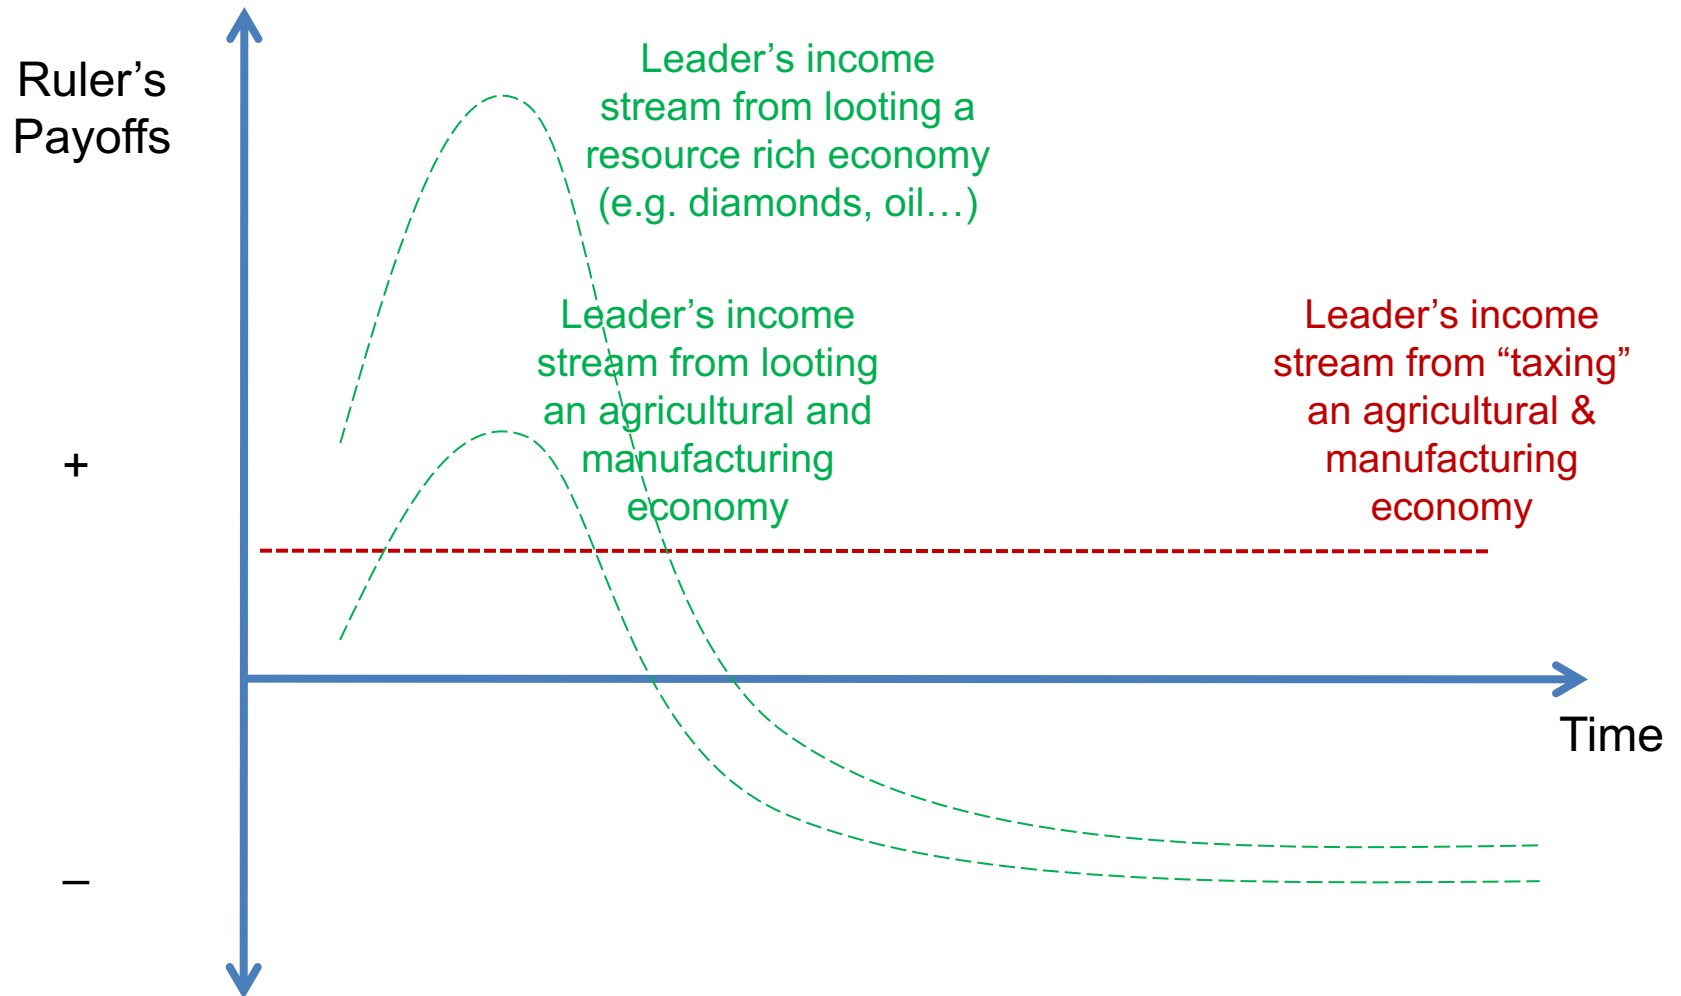 Ruler’s
Payoffs
Leader’s income
stream from looting a
resource rich economy
(e.g. diamonds, oil…)
Leader’s income
stream from looting
an agricultural and
manufacturing
economy
Leader’s income
stream from “taxing”
an agricultural &
manufacturing
economy
+
Time
–